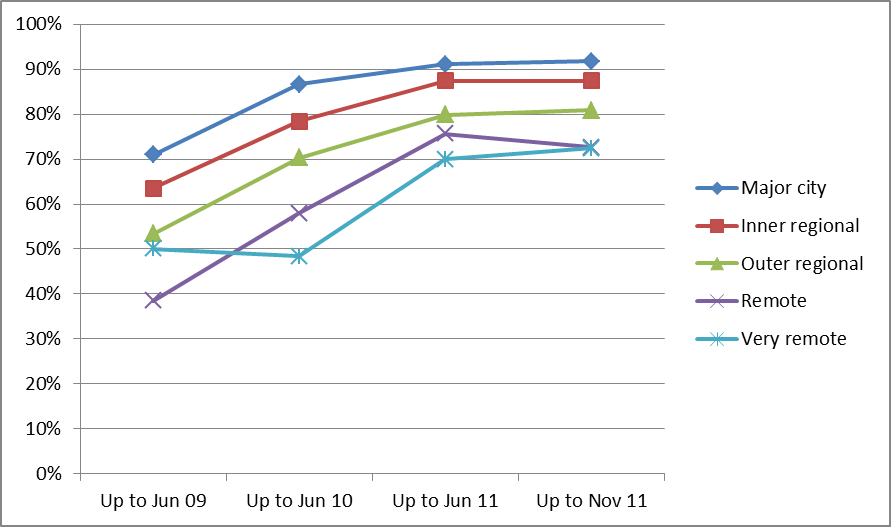 100%
90%
80%
70%
60%
50%
40%
30%
20%
10%
0%
Up to Jun 09
Up to Jun 10
Up to Jun 11
Up to Nov 11
Major city
Inner regional
Outer regional
Remote
Very remote